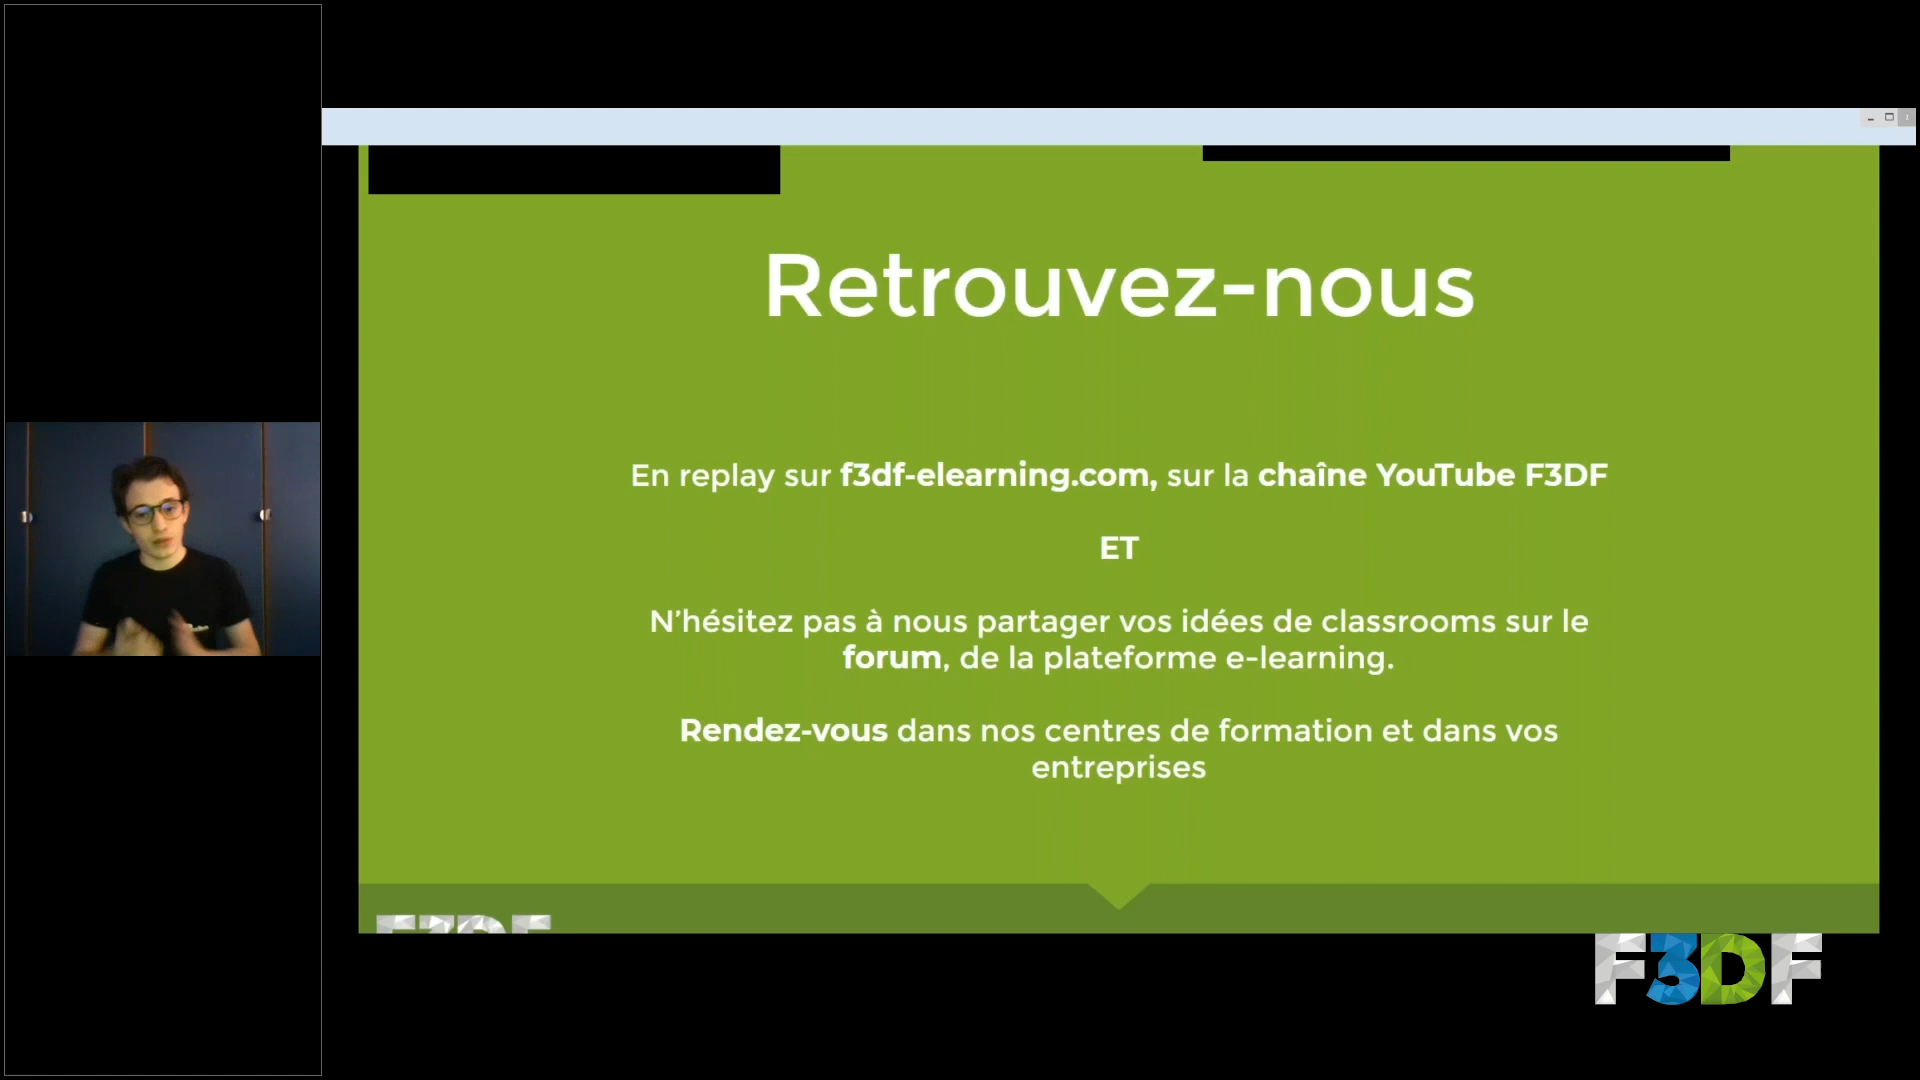 Retrouvez-nous
En replay sur f3df-elearning.com, sur la chaîne YouTube F3DF
ET
N’hésitez pas à nous partager vos idées de classrooms sur le
forum, de la plateforme e-learning.
Rendez-vous dans nos centres de formation et dans vos
entreprises
F3DF
F3DF